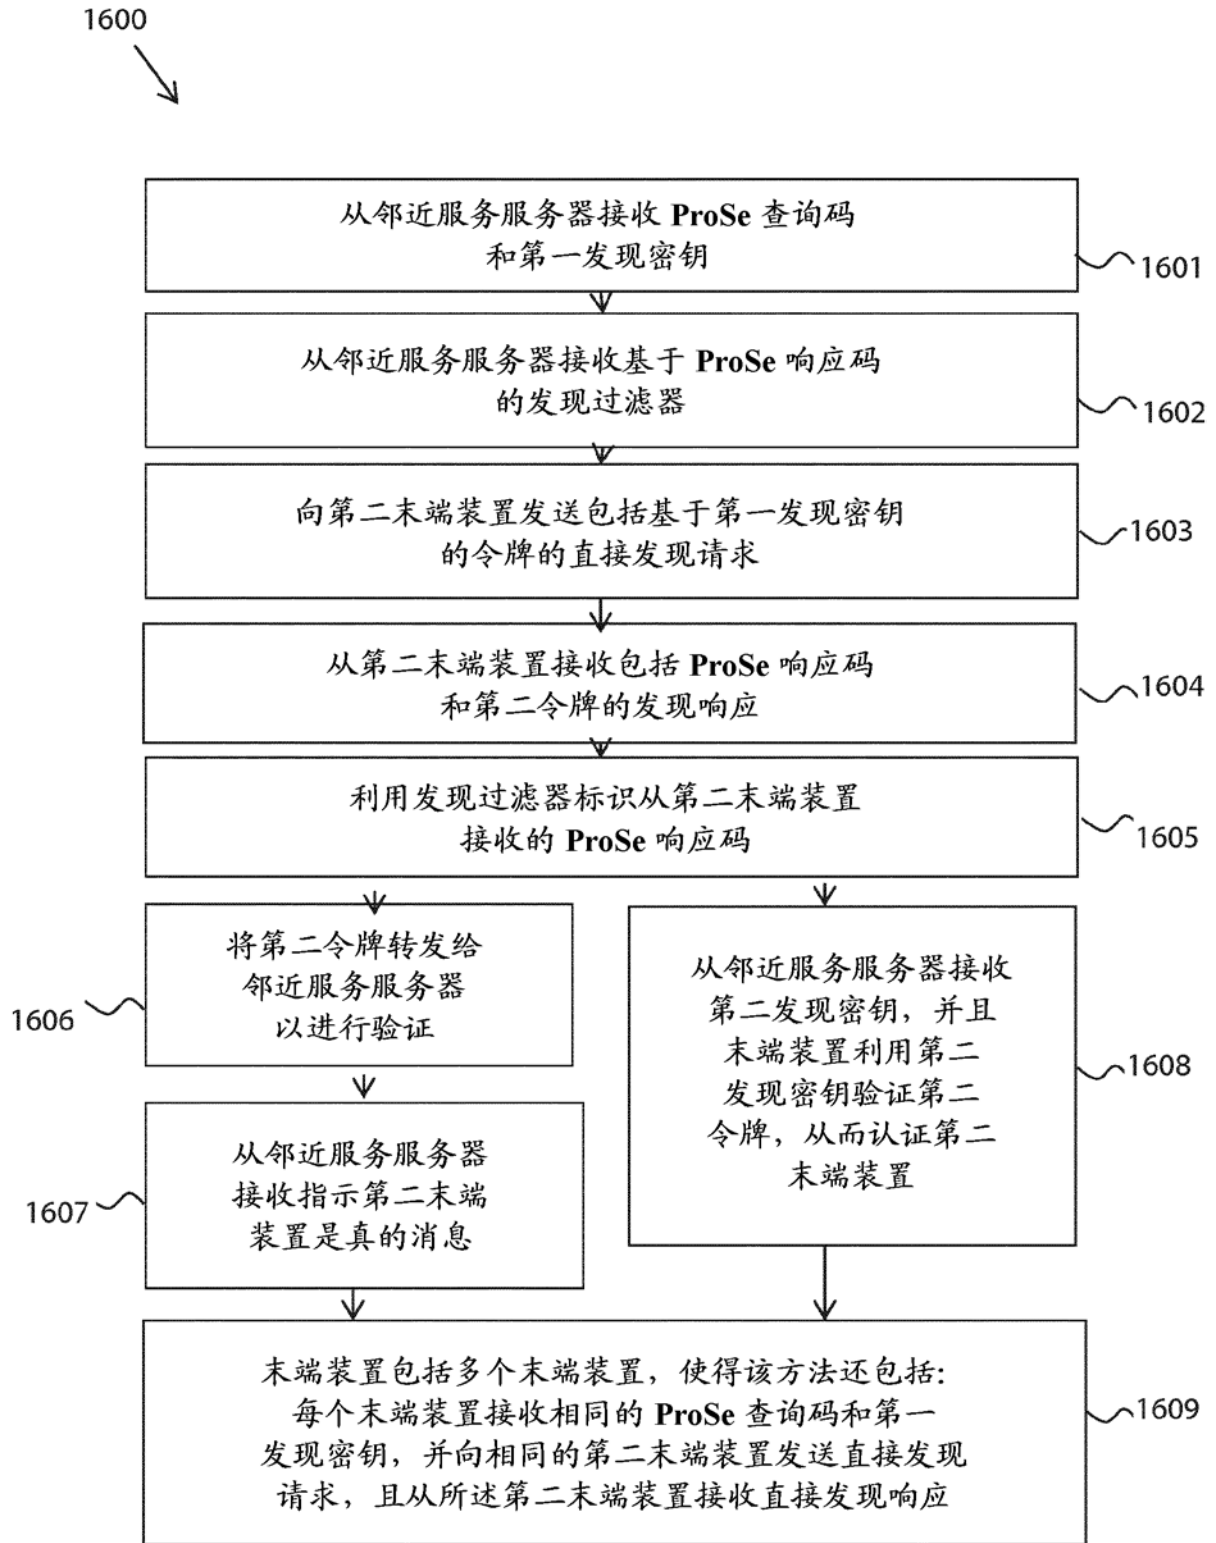 1600
从邻近服务服务器接收 ProSe 查询码
和第一发现密钥
1601
从邻近服务服务器接收基于 ProSe 响应码
的发现过滤器
1602
向第二末端装置发送包括基于第一发现密钥
的令牌的直接发现请求
1603
从第二末端装置接收包括 ProSe 响应码
和第二令牌的发现响应
1604
利用发现过滤器标识从第二末端装置
接收的 ProSe 响应码
1605
将第二令牌转发给
邻近服务服务器
以进行验证
1606
从邻近服务服务器
接收指示第二末端
装置是真的消息
1607
从邻近服务服务器接收
第二发现密钥，并且
末端装置利用第二
发现密钥验证第二
令牌，从而认证第二
末端装置
1608
末端装置包括多个末端装置，使得该方法还包括：
每个末端装置接收相同的 ProSe 查询码和第一
发现密钥，并向相同的第二末端装置发送直接发现
请求，且从所述第二末端装置接收直接发现响应
1609